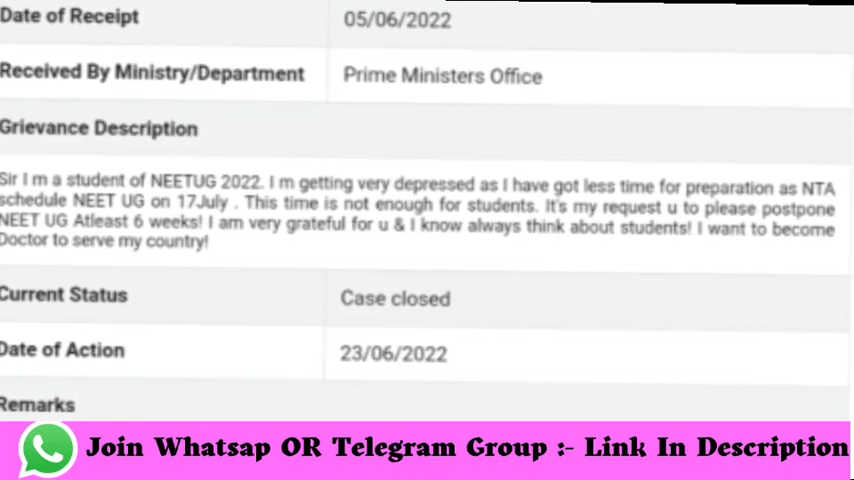 Date of Receipt 05/06/2022
Received By Ministry/Department Prime Ministers Office
Grievance Description
Sir I m a student of NEETUG 2022. I m getting very depressed as I have got less time for preparation as NTA
schedule NEET UG on 17July . This time is not enough for students. It's my request u to please postpone
NEET UG Atleast 6 weeks! I am very grateful for u & I know always think about students! I want to become
Doctor to serve my country!
Current Status Case closed
Date of Action 23/06/2022
Remarks
Join Whatsap OR Telegram Group :- Link In Description